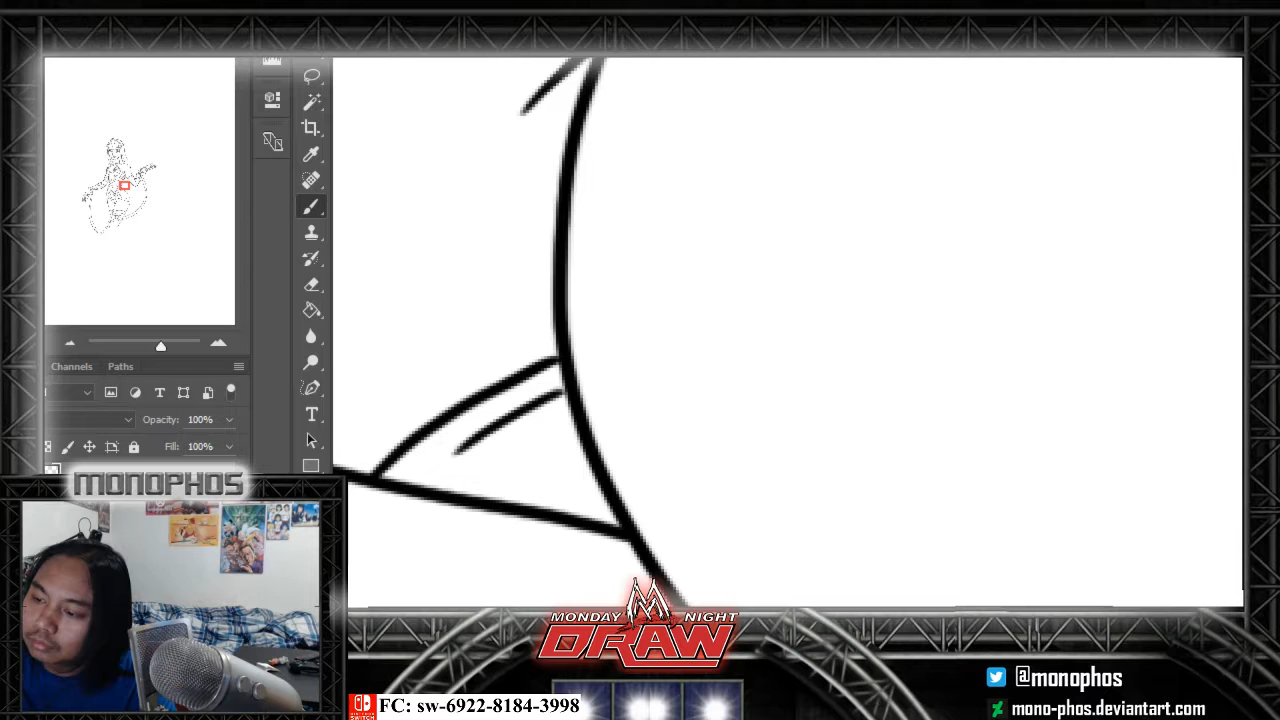 Channels Paths
Opacity: 100%
Fill: 100%
MONOPHOS
MONDAY NIGHT
DRAW
FC: sw-6922-8184-3998
@monophos
mono-phos.deviantart.com